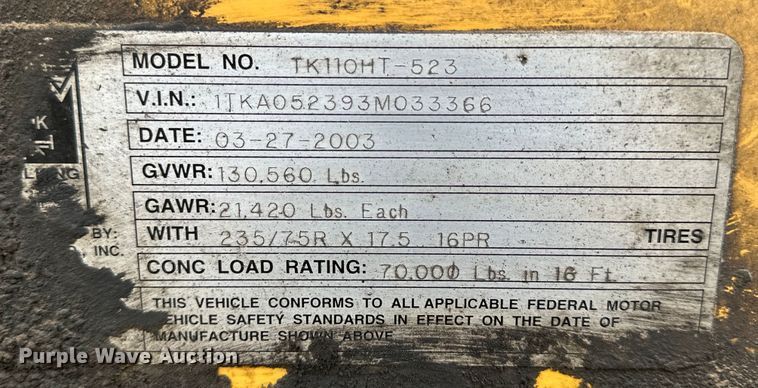 MODEL NO. TK110HT-523
V.I.N.: 1TKA052393M033366
DATE: 03-27-2003
GVWR: 130,560 Lbs.
GAWR: 21,420 Lbs. Each
BY: WITH 235/75R X 17.5 16PR TIRES
INC.
CONC LOAD RATING: 70,000 Lbs. in 16 Ft.
THIS VEHICLE CONFORMS TO ALL APPLICABLE FEDERAL MOTOR
VEHICLE SAFETY STANDARDS IN EFFECT ON THE DATE OF
MANUFACTURE SHOWN ABOVE
Purple Wave Auction